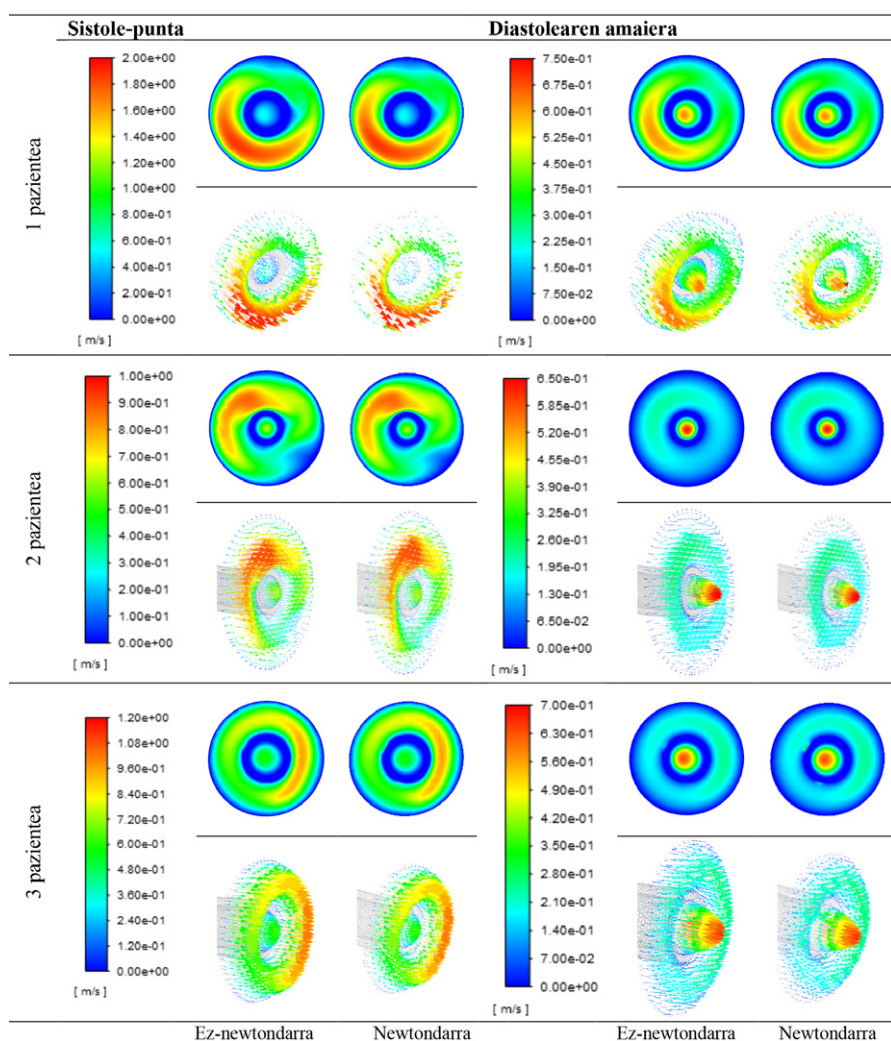 Sistole-punta
Diastolearen amaiera
1 pazientea
2.00e+00
1.80e+00
1.60e+00
1.40e+00
1.20e+00
1.00e+00
8.00e-01
6.00e-01
4.00e-01
2.00e-01
0.00e+00
[ m/s ]
7.50e-01
6.75e-01
6.00e-01
5.25e-01
4.50e-01
3.75e-01
3.00e-01
2.25e-01
1.50e-01
7.50e-02
0.00e+00
[ m/s ]
2 pazientea
1.00e+00
9.00e-01
8.00e-01
7.00e-01
6.00e-01
5.00e-01
4.00e-01
3.00e-01
2.00e-01
1.00e-01
0.00e+00
[ m/s ]
6.50e-01
5.85e-01
5.20e-01
4.55e-01
3.90e-01
3.25e-01
2.60e-01
1.95e-01
1.30e-01
6.50e-02
0.00e+00
[ m/s ]
3 pazientea
1.20e+00
1.08e+00
9.60e-01
8.40e-01
7.20e-01
6.00e-01
4.80e-01
3.60e-01
2.40e-01
1.20e-01
0.00e+00
[ m/s ]
7.00e-01
6.30e-01
5.60e-01
4.90e-01
4.20e-01
3.50e-01
2.80e-01
2.10e-01
1.40e-01
7.00e-02
0.00e+00
[ m/s ]
Ez-newtondarra
Newtondarra
Ez-newtondarra
Newtondarra